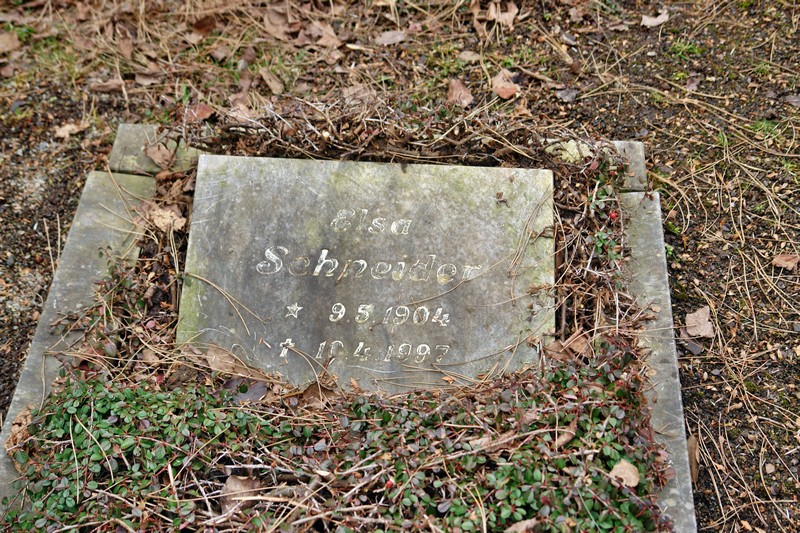 Elsa
Schneider
☆ 9.5.1904
✝ 10.4.1997